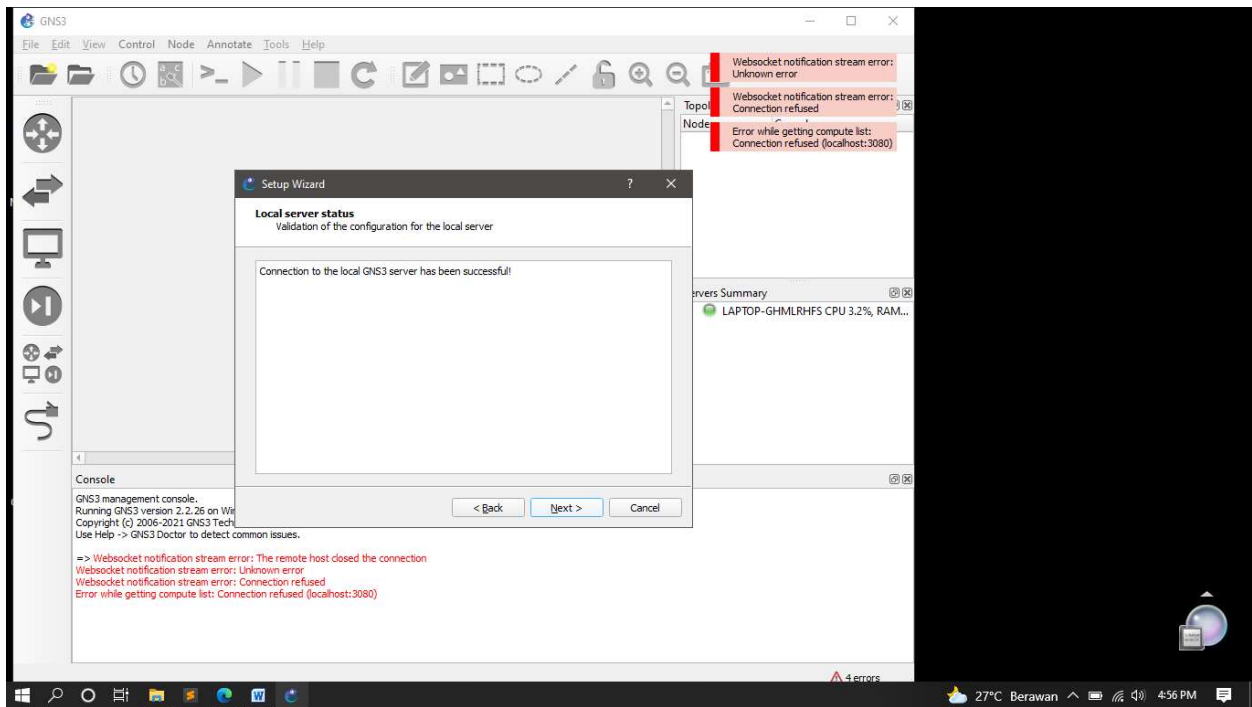 GNS3
File Edit View Control Node Annotate Tools Help
Websocket notification stream error:
Unknown error
Websocket notification stream error:
Connection refused
Error while getting compute list:
Connection refused (localhost:3080)
Topol
Node
Setup Wizard
Local server status
Validation of the configuration for the local server
Connection to the local GNS3 server has been successful!
< Back
Next >
Cancel
ervers Summary
LAPTOP-GHMLRHFS CPU 3.2%, RAM...
Console
GNS3 management console.
Running GNS3 version 2.2.26 on Wi
Copyright (c) 2006-2021 GNS3 Tech
Use Help -> GNS3 Doctor to detect common issues.
=> Websocket notification stream error: The remote host closed the connection
Websocket notification stream error: Unknown error
Websocket notification stream error: Connection refused
Error while getting compute list: Connection refused (localhost:3080)
4 errors
27°C Berawan
4:56 PM